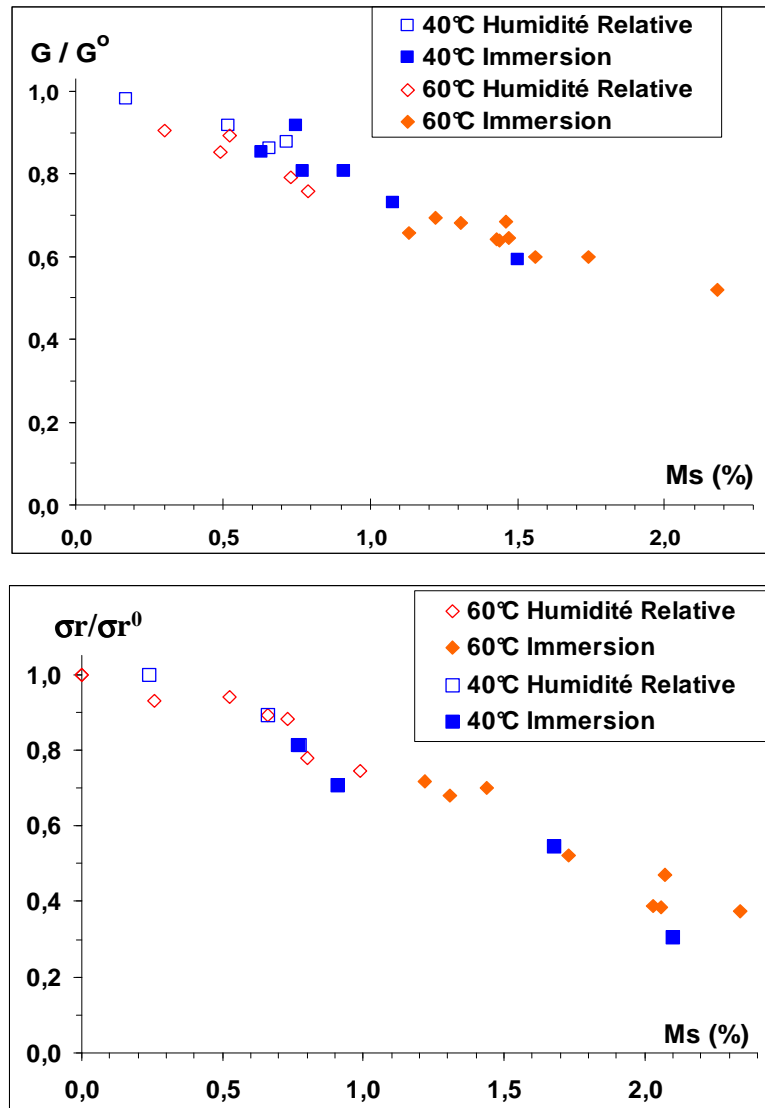 40°C Humidité Relative
G / G°
40°C Immersion
60°C Humidité Relative
1,0
60°C Immersion
0,8
0,6
0,4
0,2
Ms (%)
0,0
0,0 0,5 1,0 1,5 2,0
60°C Humidité Relative
σr/σr⁰
60°C Immersion
1,0
40°C Humidité Relative
40°C Immersion
0,8
0,6
0,4
0,2
Ms (%)
0,0
0,0 0,5 1,0 1,5 2,0